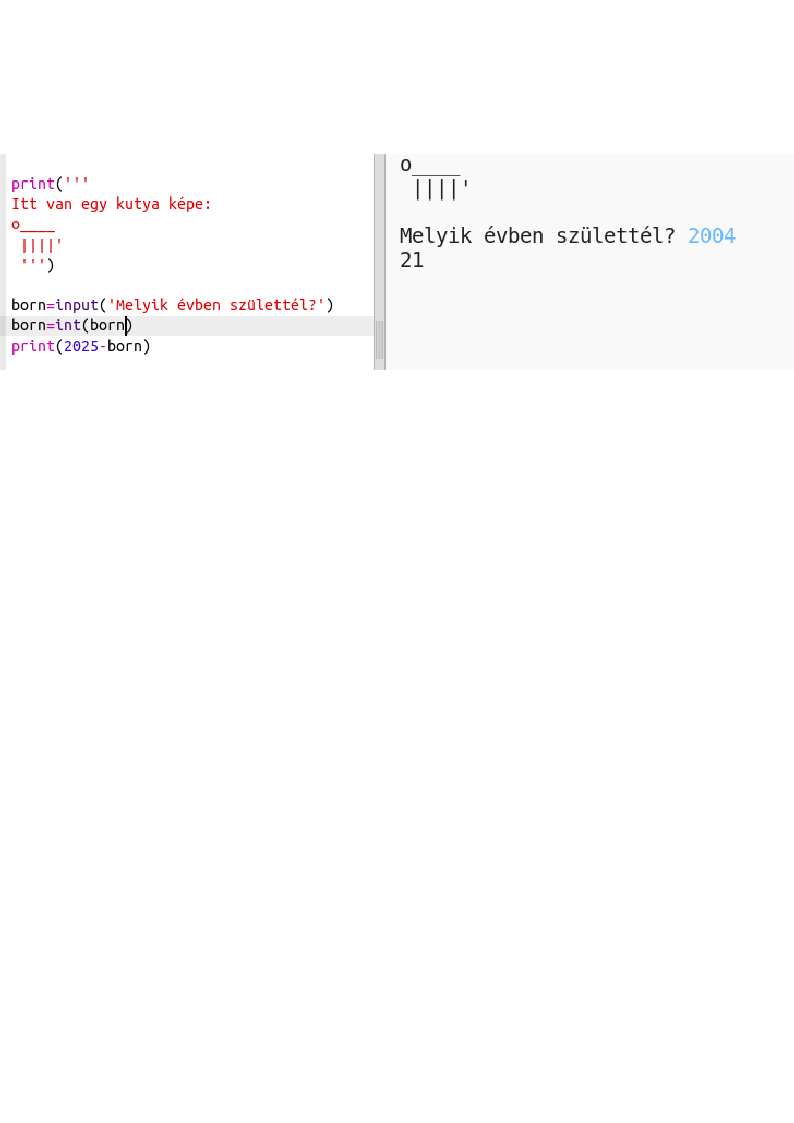 print('''
Itt van egy kutya képe:
o____
 ||||'
 ''')
born=input('Melyik évben születtél?')
born=int(born)
print(2025-born)
o____
 ||||'
Melyik évben születtél? 2004
21